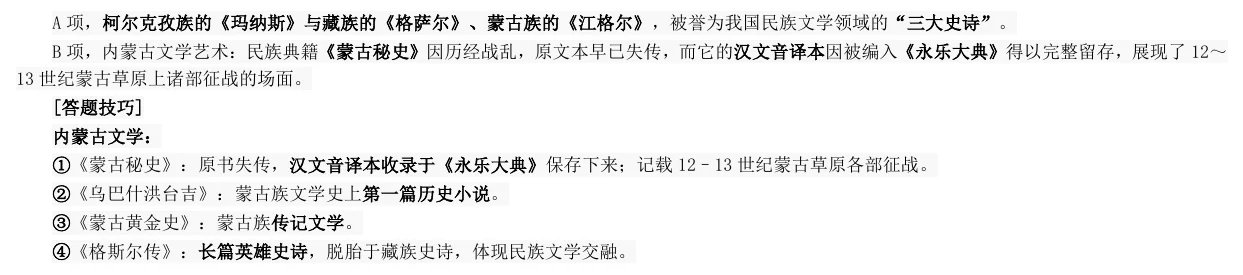 A 项，柯尔克孜族的《玛纳斯》与藏族的《格萨尔》、蒙古族的《江格尔》，被誉为我国民族文学领域的“三大史诗”。
B 项，内蒙古文学艺术：民族典籍《蒙古秘史》因历经战乱，原文本早已失传，而它的汉文音译本因被编入《永乐大典》得以完整留存，展现了 12～
13 世纪蒙古草原上诸部征战的场面。
[答题技巧]
内蒙古文学：
①《蒙古秘史》：原书失传，汉文音译本收录于《永乐大典》保存下来；记载 12–13 世纪蒙古草原各部征战。
②《乌巴什洪台吉》：蒙古族文学史上第一篇历史小说。
③《蒙古黄金史》：蒙古族传记文学。
④《格斯尔传》：长篇英雄史诗，脱胎于藏族史诗，体现民族文学交融。